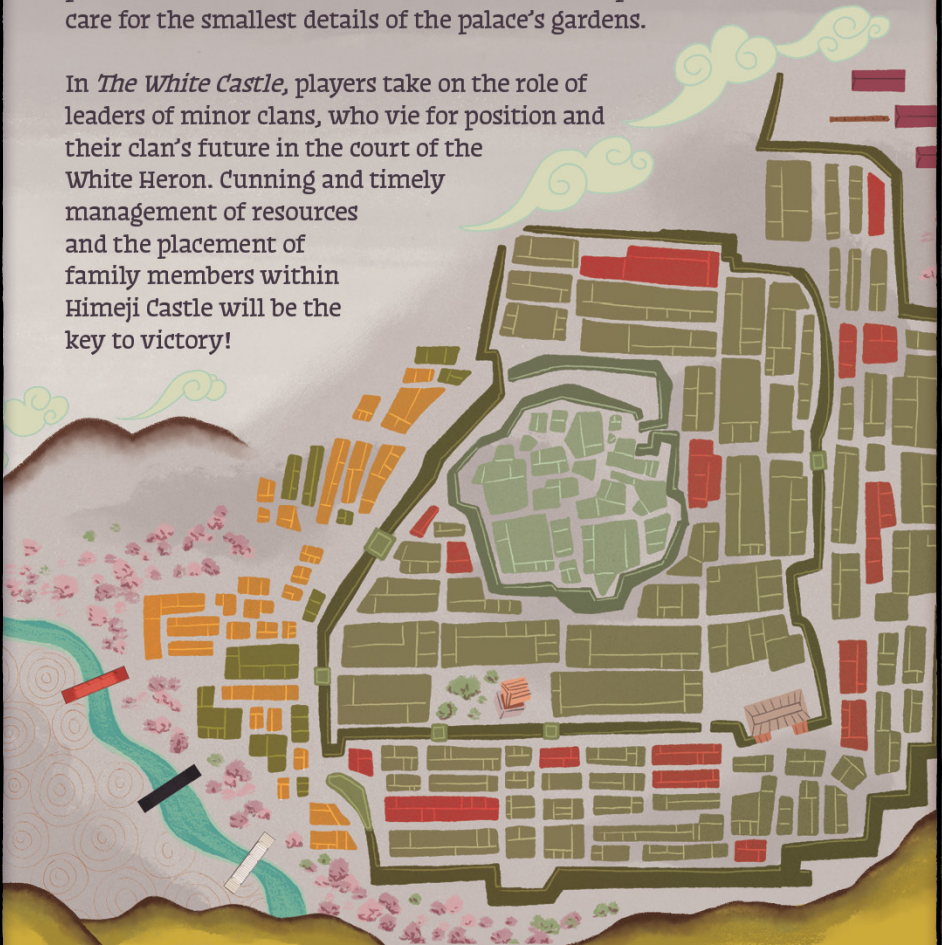 care for the smallest details of the palace’s gardens.
In The White Castle, players take on the role of
leaders of minor clans, who vie for position and
their clan’s future in the court of the
White Heron. Cunning and timely
management of resources
and the placement of
family members within
Himeji Castle will be the
key to victory!